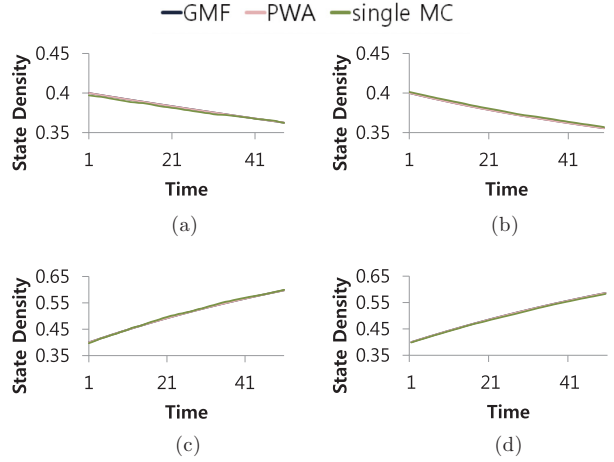 GMF PWA single MC
State Density
0.45
0.4
0.35
1 21 41
Time
(a)
State Density
0.45
0.4
0.35
1 21 41
Time
(b)
State Density
0.65
0.55
0.45
0.35
1 21 41
Time
(c)
State Density
0.65
0.55
0.45
0.35
1 21 41
Time
(d)